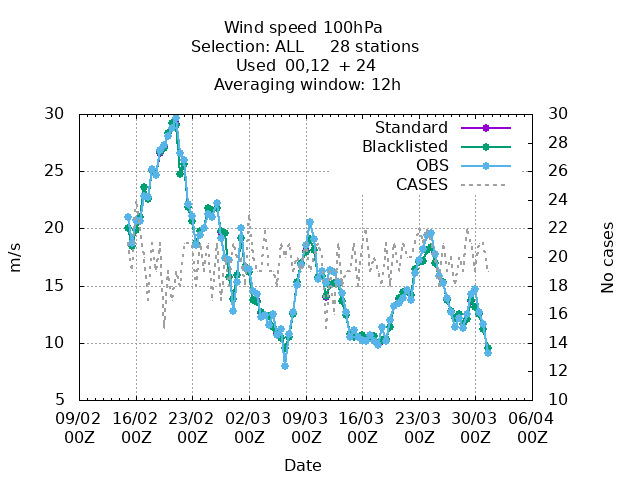 Wind speed 100hPa
Selection: ALL     28 stations
Used  00,12  + 24
Averaging window: 12h
30 30
Standard
28
Blacklisted
OBS
25 26
CASES
24
20 22
20
m/s
No cases
15 18
16
10 14
12
5 10
09/02 16/02 23/02 02/03 09/03 16/03 23/03 30/03 06/04
00Z 00Z 00Z 00Z 00Z 00Z 00Z 00Z 00Z
Date